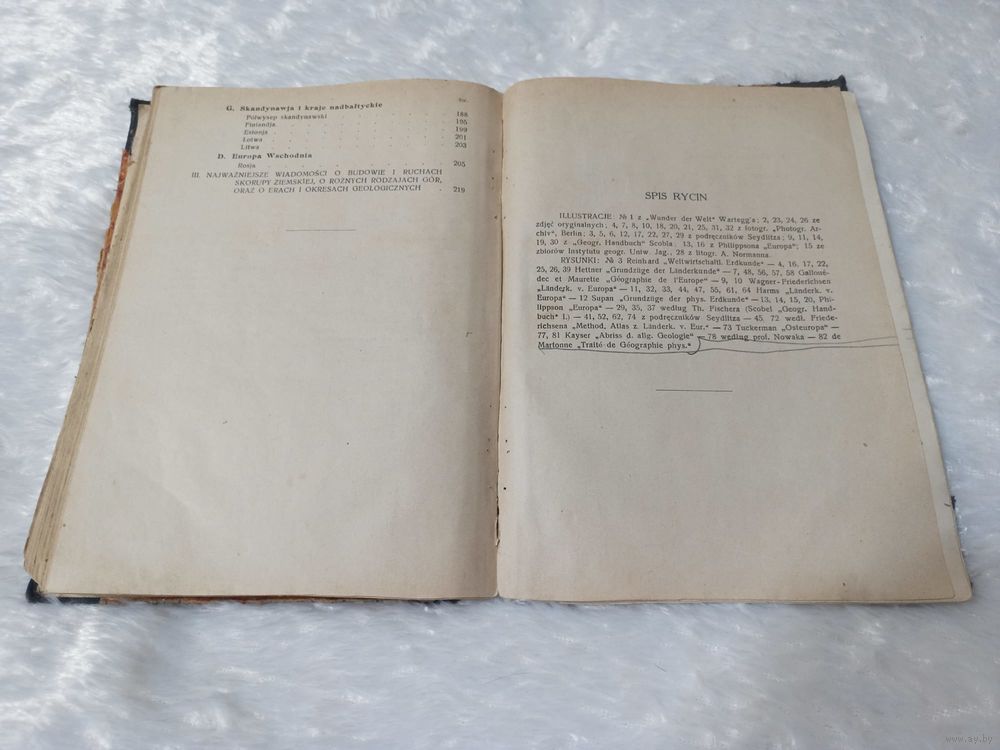 Str.
G. Skandynawja i kraje nadbałtyckie
Półwysep skandynawski . . . . . . . 188
Finlandja . . . . . . . . . 195
Estonja . . . . . . . . . 199
Łotwa . . . . . . . . . 201
Litwa . . . . . . . . . 203
D. Europa Wschodnia
Rosja . . . . . . . . . 205
III. NAJWAŻNIEJSZE WIADOMOŚCI O BUDOWIE I RUCHACH
SKORUPY ZIEMSKIEJ, O RÓŻNYCH RODZAJACH GÓR,
ORAZ O ERACH I OKRESACH GEOLOGICZNYCH . . 219
SPIS RYCIN
ILLUSTRACJE: № 1 z „Wunder der Welt" Wartegg'a; 2, 23, 24, 26 ze
zdjęć oryginalnych; 4, 7, 8, 10, 18, 20, 21, 25, 31, 32 z fotogr. „Photogr. Ar-
chiv", Berlin; 3, 5, 6, 12, 17, 22, 27, 29 z podręczników Seydlitza; 9, 11, 14,
19, 30 z „Geogr. Handbuch" Scobla; 13, 16 z Philippsona „Europa"; 15 ze
zbiorów Instytutu geogr. Uniw. Jag., 28 z litogr. A. Normanna.
RYSUNKI: № 3 Reinhard „Weltwirtschaftl. Erdkunde" — 4, 16, 17, 22,
25, 26, 39 Hettner „Grundzüge der Länderkunde" — 7, 48, 56, 57, 58 Galloué-
dec et Maurette „Géographie de l'Europe" — 9, 10 Wagner-Friederichsen
„Länderk. v. Europa" — 11, 32, 33, 44, 47, 55, 61, 64 Harms „Länderk. v.
Europa" — 12 Supan „Grundzüge der phys. Erdkunde" — 13, 14, 15, 20, Phi-
lippson „Europa" — 29, 35, 37 według Th. Fischera (Scobel „Geogr. Hand-
buch" I.) — 41, 52, 62, 74 z podręczników Seydlitza — 45, 72 wedł. Friede-
richsena „Method. Atlas z Länderk. v. Eur." — 73 Tuckerman „Osteuropa" —
77, 81 Kayser „Abriss d. allg. Geologie" — 78 według prof. Nowaka — 82 de
Martonne „Traité de Géographie phys."
www.ay.by